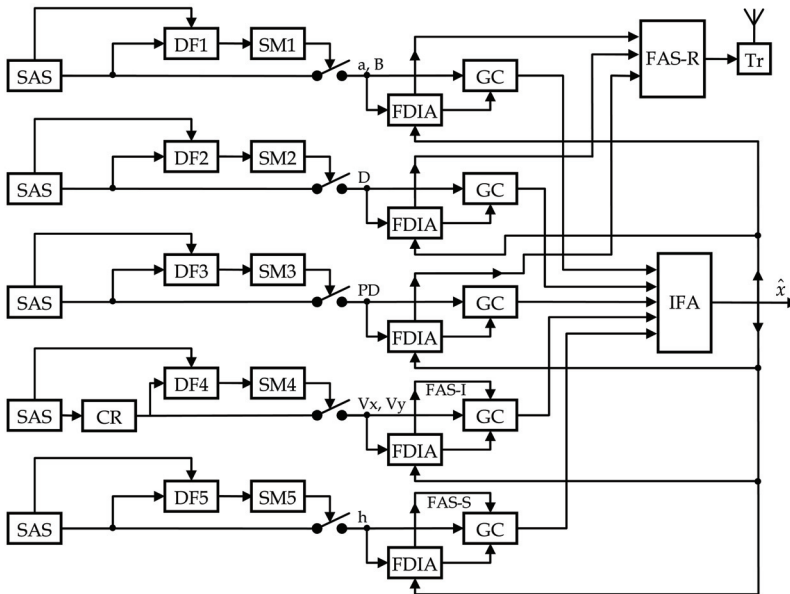 DF1
SM1
SAS
a, B
GC
FDIA
FAS-R
Tr
DF2
SM2
SAS
D
GC
FDIA
DF3
SM3
SAS
PD
GC
FDIA
IFA
x̂
DF4
SM4
SAS
CR
Vx, Vy
FAS-I
GC
FDIA
DF5
SM5
SAS
h
FAS-S
GC
FDIA